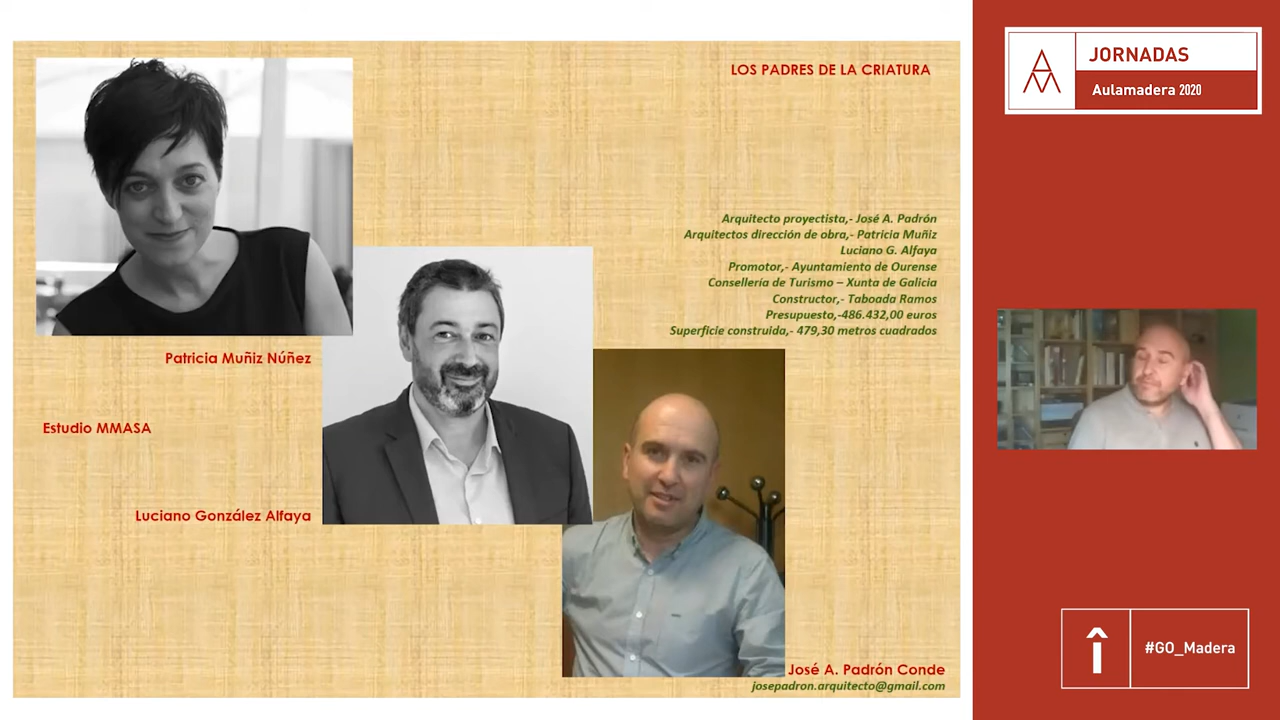 LOS PADRES DE LA CRIATURA
Arquitecto proyectista,- José A. Padrón
Arquitectos dirección de obra,- Patricia Muñiz
Luciano G. Alfaya
Promotor,- Ayuntamiento de Ourense
Consellería de Turismo – Xunta de Galicia
Constructor,- Taboada Ramos
Presupuesto,-486.432,00 euros
Superficie construida,- 479,30 metros cuadrados
Patricia Muñiz Núñez
Estudio MMASA
Luciano González Alfaya
José A. Padrón Conde
josepadron.arquitecto@gmail.com
JORNADAS
Aulamadera 2020
#GO_Madera